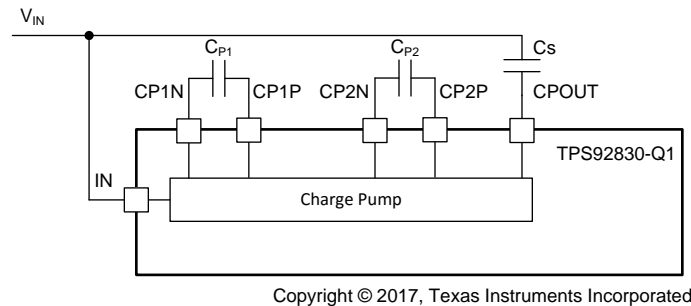 V_IN
C_P1
C_P2
Cs
CP1N
CP1P
CP2N
CP2P
CPOUT
TPS92830-Q1
IN
Charge Pump
Copyright © 2017, Texas Instruments Incorporated